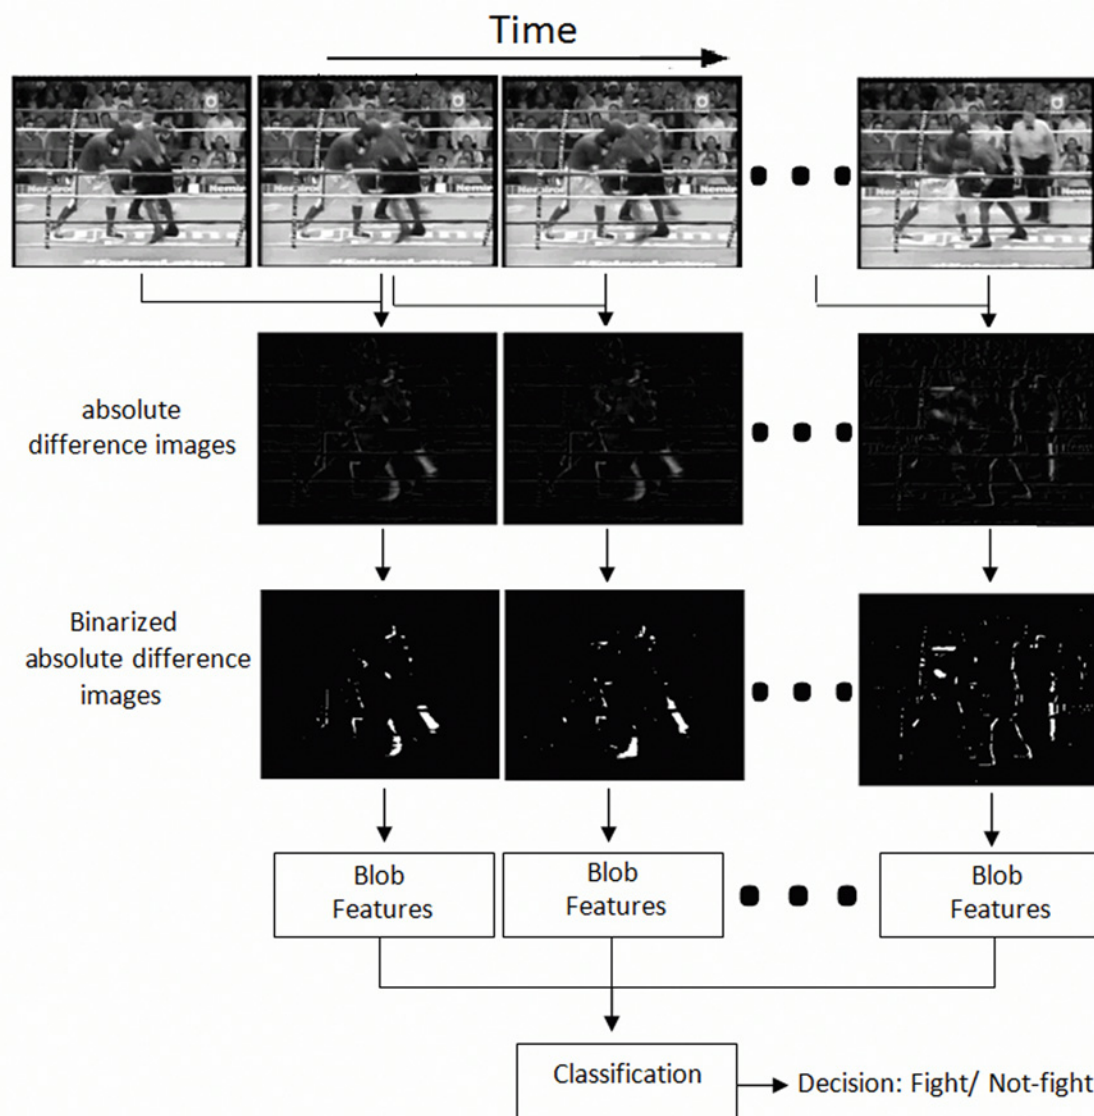 Time
absolute
difference images
Binarized
absolute difference
images
Blob
Features
Blob
Features
Blob
Features
Classification
Decision: Fight/ Not-fight